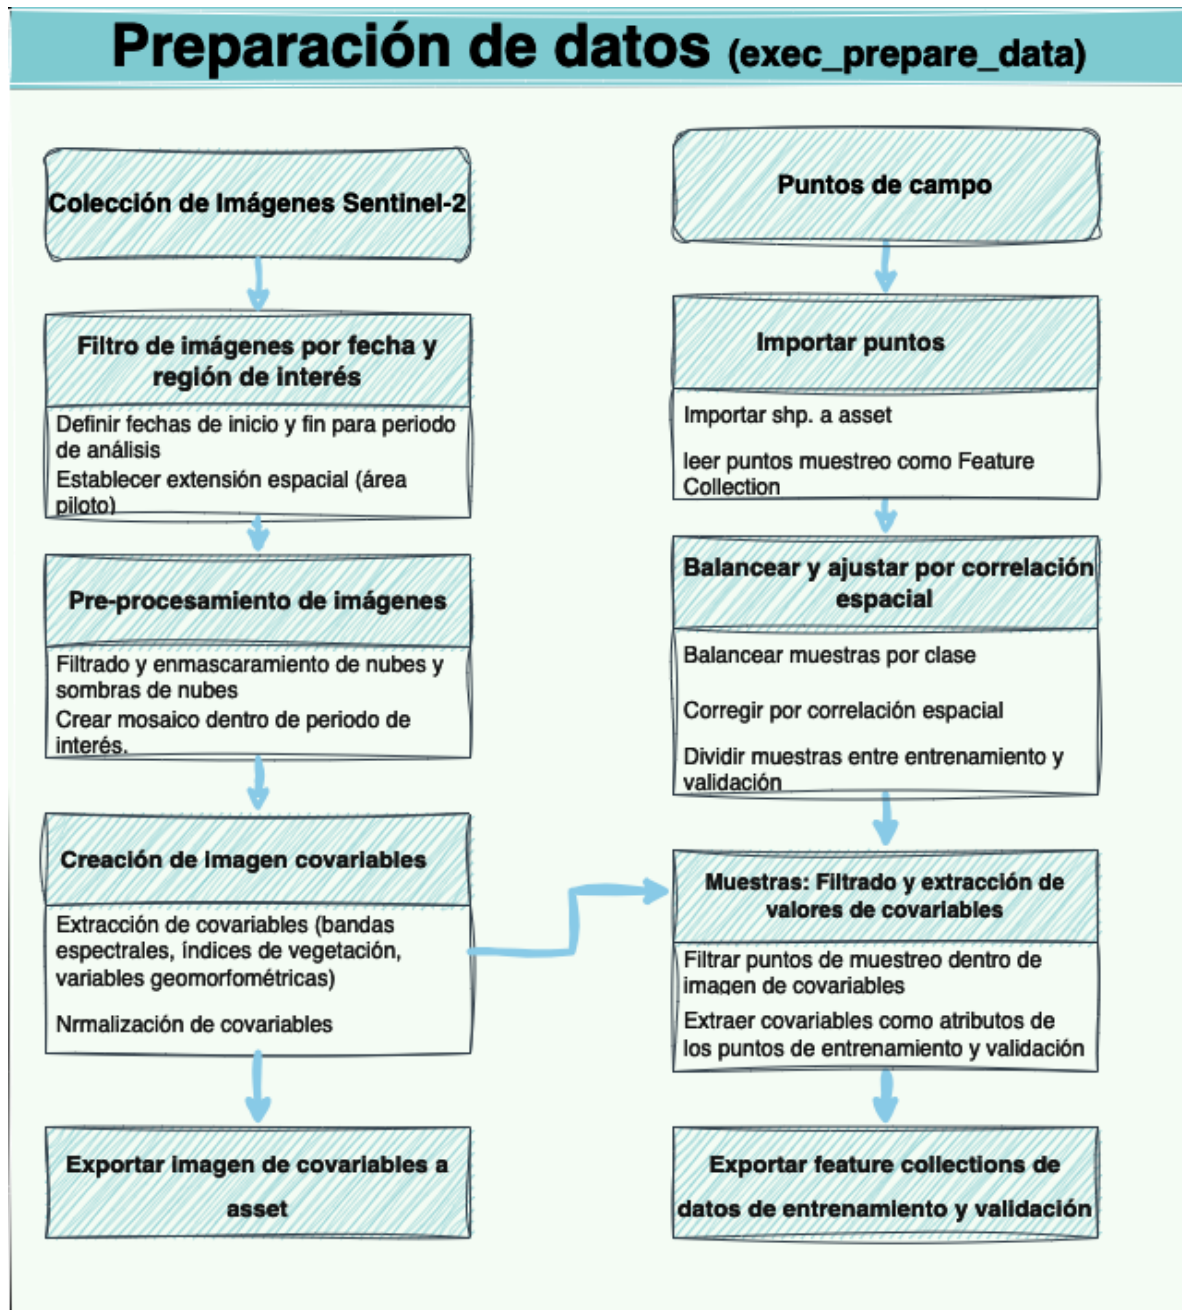 Preparación de datos (exec_prepare_data)
Colección de Imágenes Sentinel-2
Filtro de imágenes por fecha y
región de interés
Definir fechas de inicio y fin para periodo
de análisis
Establecer extensión espacial (área
piloto)
Pre-procesamiento de imágenes
Filtrado y enmascaramiento de nubes y
sombras de nubes
Crear mosaico dentro de periodo de
interés.
Creación de imagen covariables
Extracción de covariables (bandas
espectrales, índices de vegetación,
variables geomorfométricas)
Nrmalización de covariables
Exportar imagen de covariables a
asset
Puntos de campo
Importar puntos
Importar shp. a asset
leer puntos muestreo como Feature
Collection
Balancear y ajustar por correlación
espacial
Balancear muestras por clase
Corregir por correlación espacial
Dividir muestras entre entrenamiento y
validación
Muestras: Filtrado y extracción de
valores de covariables
Filtrar puntos de muestreo dentro de
imagen de covariables
Extraer covariables como atributos de
los puntos de entrenamiento y validación
Exportar feature collections de
datos de entrenamiento y validación